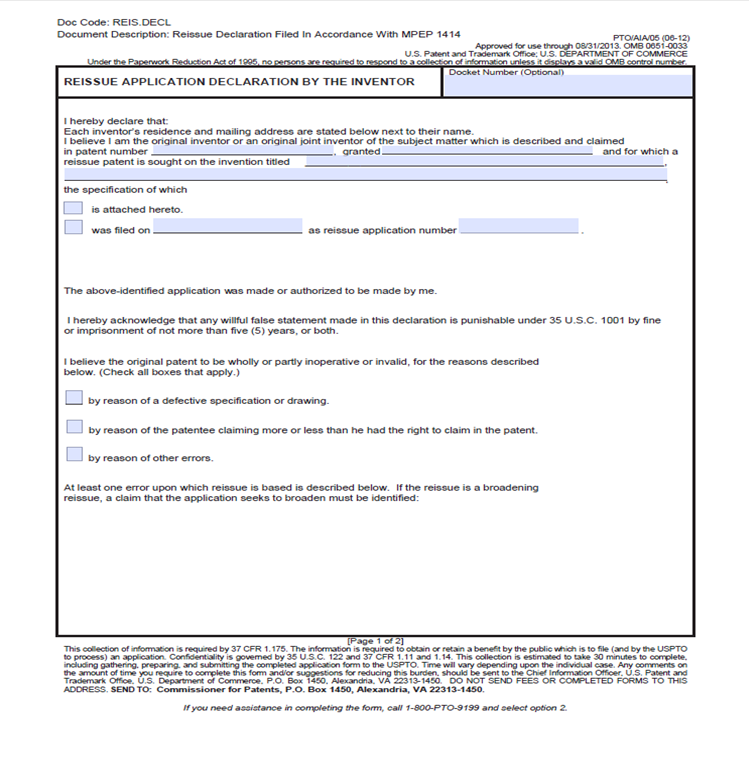 Doc Code: REIS.DECL
Document Description: Reissue Declaration Filed In Accordance With MPEP 1414
PTO/AIA/05 (06-12)
Approved for use through 08/31/2013. OMB 0651-0033
U.S. Patent and Trademark Office; U.S. DEPARTMENT OF COMMERCE
Under the Paperwork Reduction Act of 1995, no persons are required to respond to a collection of information unless it displays a valid OMB control number.
REISSUE APPLICATION DECLARATION BY THE INVENTOR
Docket Number (Optional)
I hereby declare that:
Each inventor's residence and mailing address are stated below next to their name.
I believe I am the original inventor or an original joint inventor of the subject matter which is described and claimed
in patent number , granted and for which a
reissue patent is sought on the invention titled ,
,
the specification of which
is attached hereto.
was filed on as reissue application number .
The above-identified application was made or authorized to be made by me.
I hereby acknowledge that any willful false statement made in this declaration is punishable under 35 U.S.C. 1001 by fine
or imprisonment of not more than five (5) years, or both.
I believe the original patent to be wholly or partly inoperative or invalid, for the reasons described
below. (Check all boxes that apply.)
by reason of a defective specification or drawing.
by reason of the patentee claiming more or less than he had the right to claim in the patent.
by reason of other errors.
At least one error upon which reissue is based is described below. If the reissue is a broadening
reissue, a claim that the application seeks to broaden must be identified:
[Page 1 of 2]
This collection of information is required by 37 CFR 1.175. The information is required to obtain or retain a benefit by the public which is to file (and by the USPTO
to process) an application. Confidentiality is governed by 35 U.S.C. 122 and 37 CFR 1.11 and 1.14. This collection is estimated to take 30 minutes to complete,
including gathering, preparing, and submitting the completed application form to the USPTO. Time will vary depending upon the individual case. Any comments on
the amount of time you require to complete this form and/or suggestions for reducing this burden, should be sent to the Chief Information Officer, U.S. Patent and
Trademark Office, U.S. Department of Commerce, P.O. Box 1450, Alexandria, VA 22313-1450. DO NOT SEND FEES OR COMPLETED FORMS TO THIS
ADDRESS. SEND TO: Commissioner for Patents, P.O. Box 1450, Alexandria, VA 22313-1450.
If you need assistance in completing the form, call 1-800-PTO-9199 and select option 2.